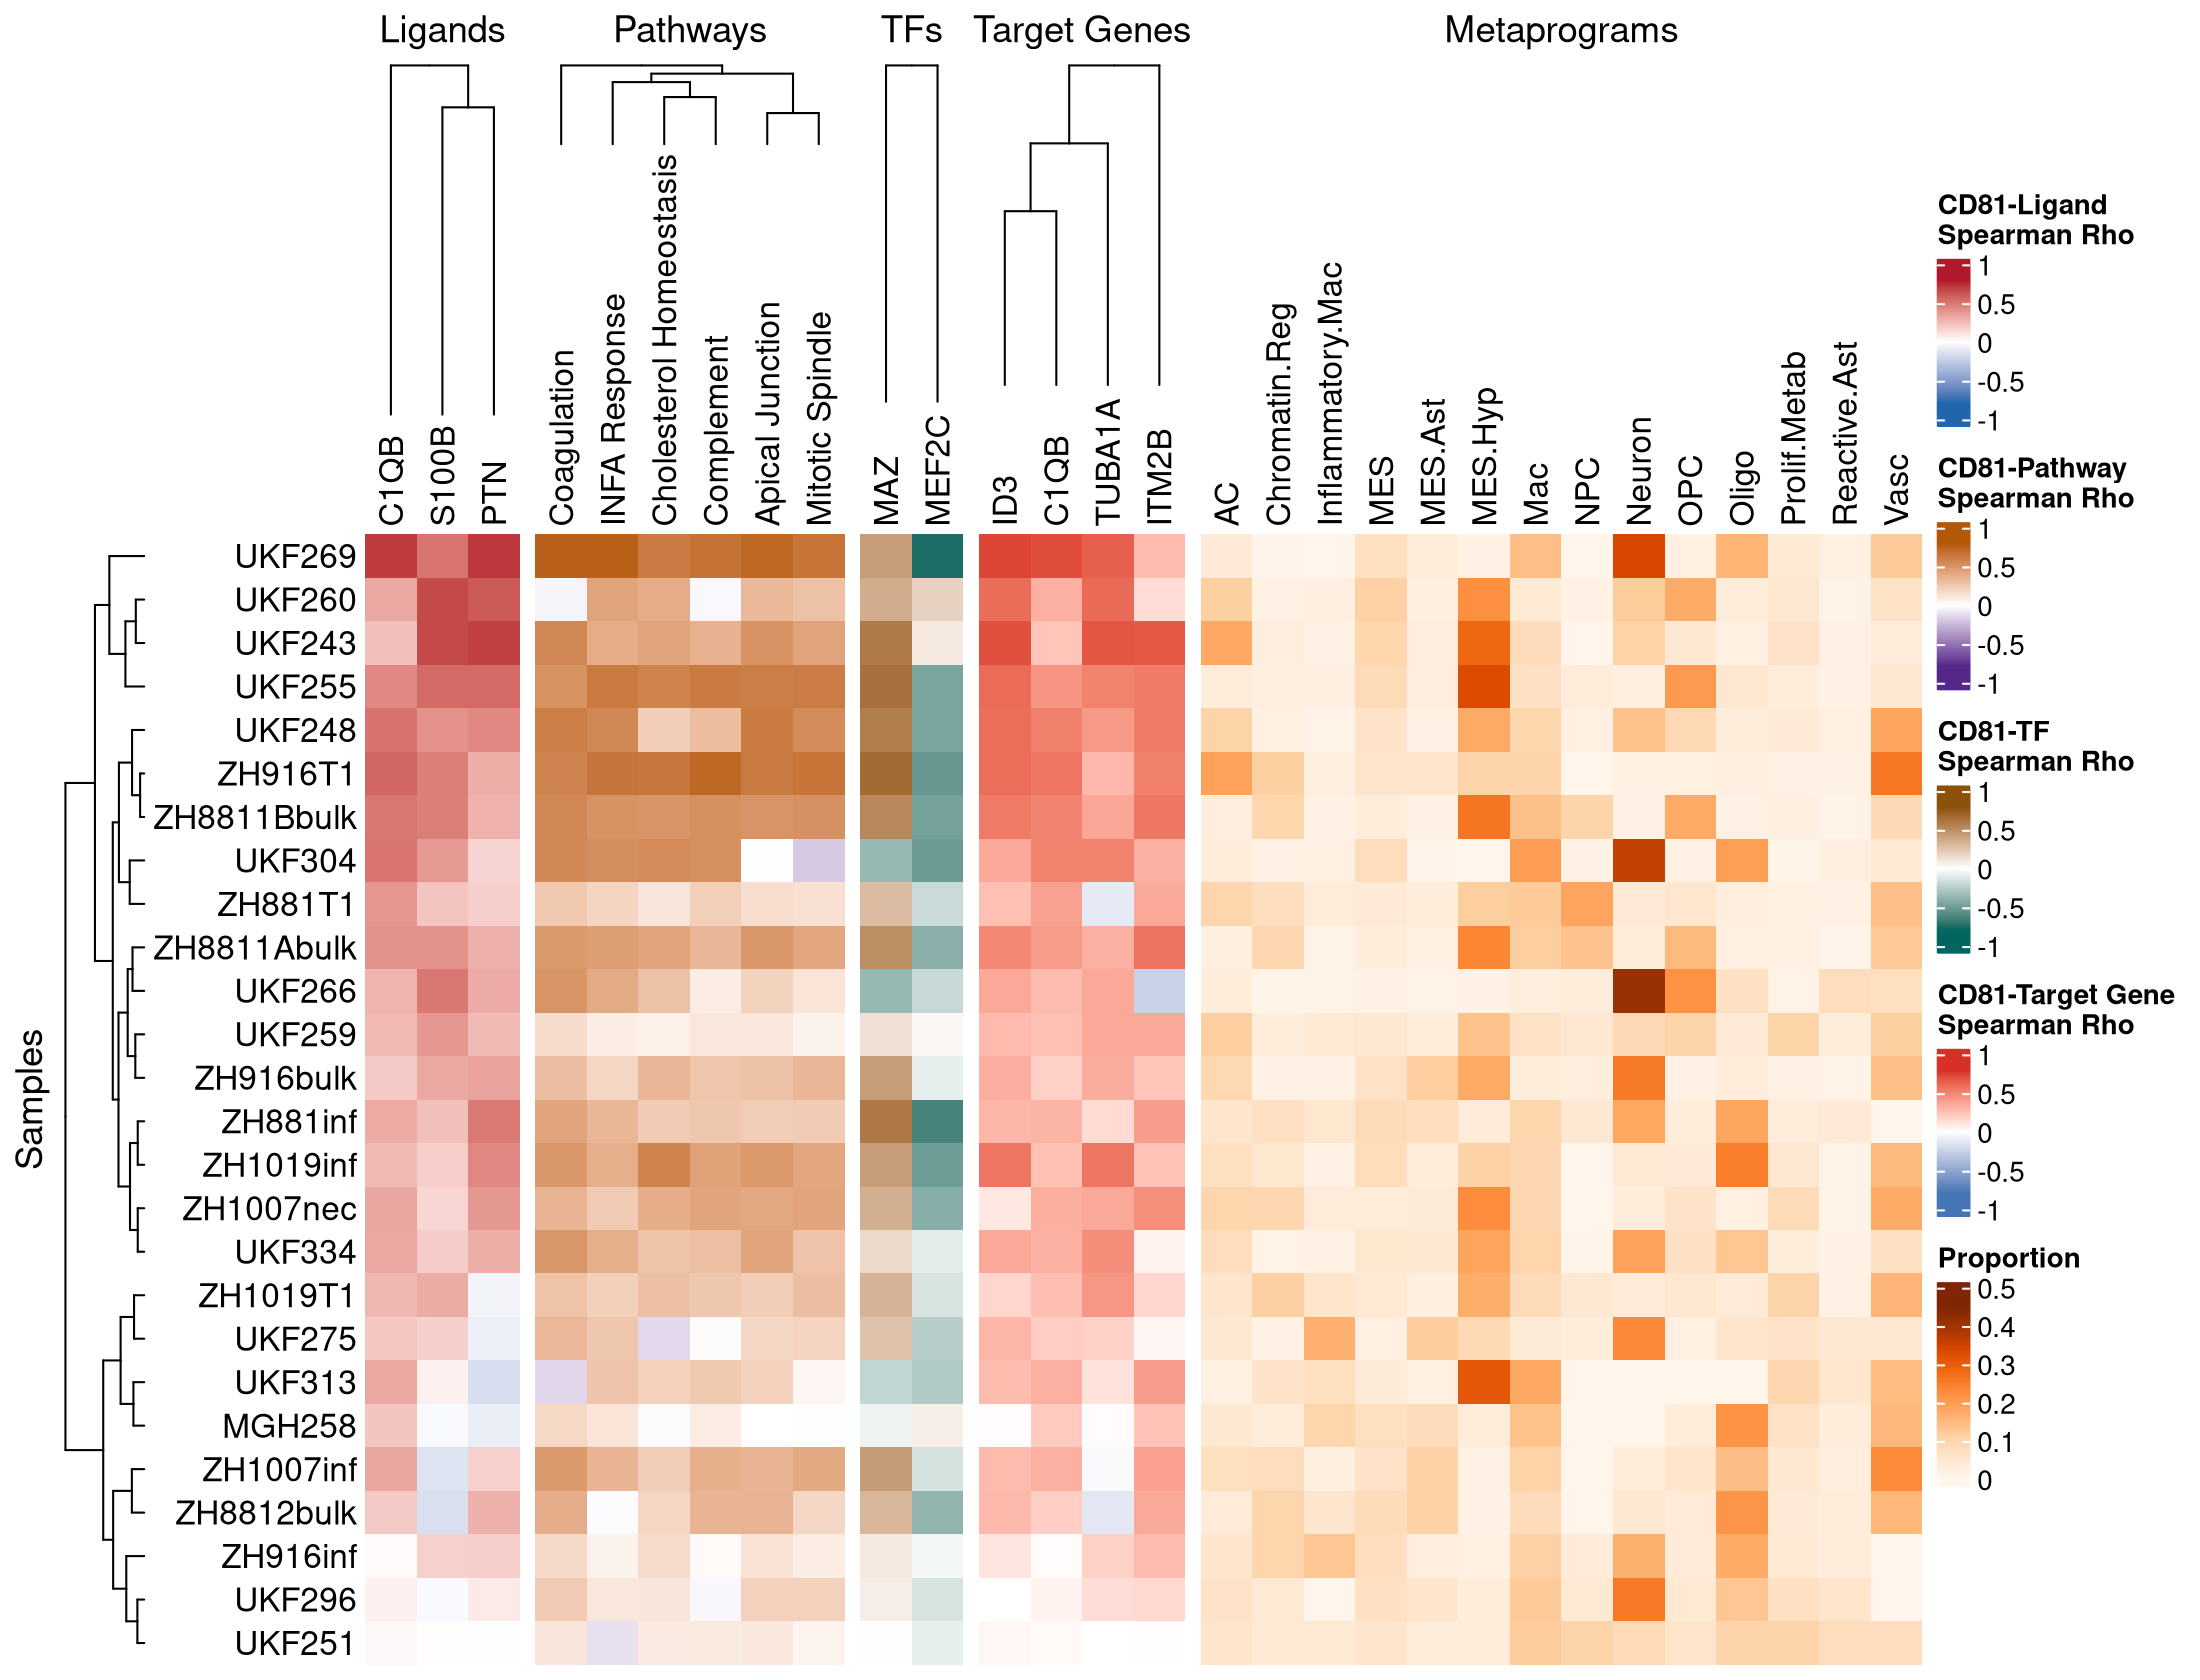 Ligands Pathways TFs Target Genes Metaprograms
C1QB S100B PTN Coagulation INFA Response Cholesterol Homeostasis Complement Apical Junction Mitotic Spindle MAZ MEF2C ID3 C1QB TUBA1A ITM2B AC Chromatin.Reg Inflammatory.Mac MES MES.Ast MES.Hyp Mac NPC Neuron OPC Oligo Prolif.Metab Reactive.Ast Vasc
Samples
UKF269
UKF260
UKF243
UKF255
UKF248
ZH916T1
ZH8811Bbulk
UKF304
ZH881T1
ZH8811Abulk
UKF266
UKF259
ZH916bulk
ZH881inf
ZH1019inf
ZH1007nec
UKF334
ZH1019T1
UKF275
UKF313
MGH258
ZH1007inf
ZH8812bulk
ZH916inf
UKF296
UKF251
CD81-Ligand
Spearman Rho
1
0.5
0
-0.5
-1
CD81-Pathway
Spearman Rho
1
0.5
0
-0.5
-1
CD81-TF
Spearman Rho
1
0.5
0
-0.5
-1
CD81-Target Gene
Spearman Rho
1
0.5
0
-0.5
-1
Proportion
0.5
0.4
0.3
0.2
0.1
0